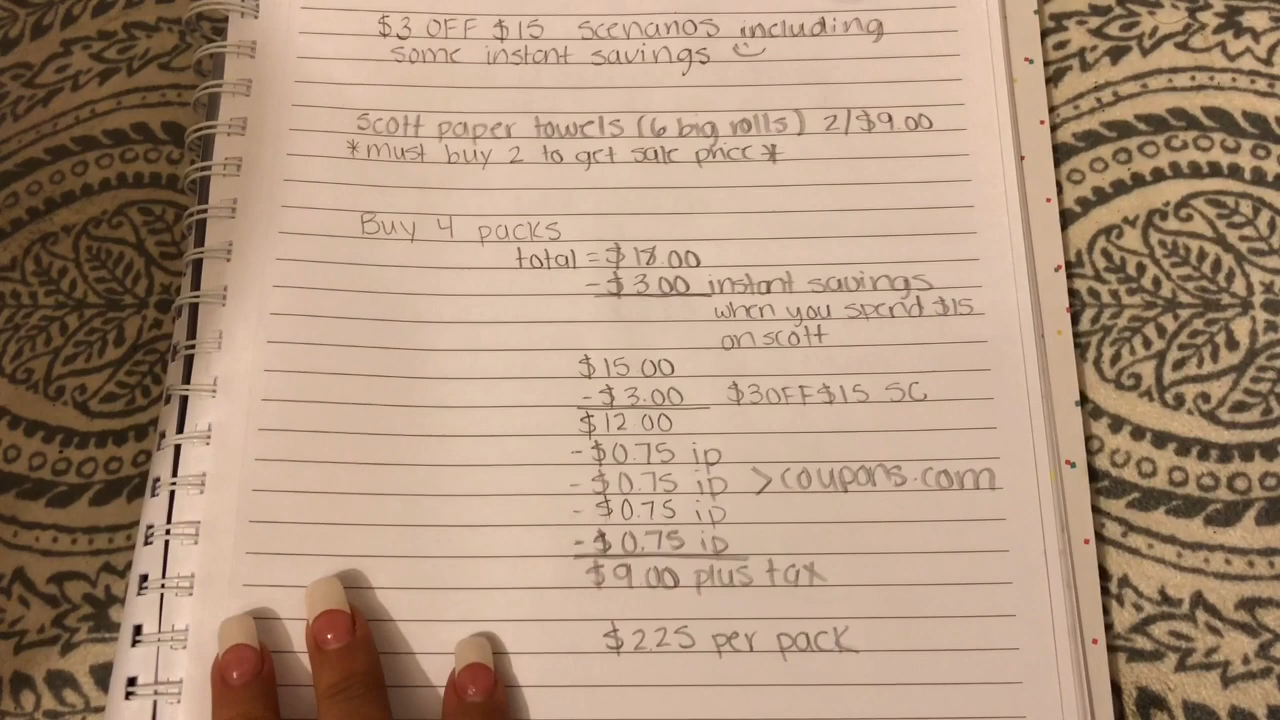 $3 OFF $15 scenarios including
some instant savings
Scott paper towels (6 big rolls) 2/$9.00
*must buy 2 to get sale price*
Buy 4 packs
total = $18.00
- $3.00 instant savings
when you spend $15
on scott
$15.00
- $3.00 $3OFF$15 SC
$12.00
- $0.75 ip
- $0.75 ip >coupons.com
- $0.75 ip
- $0.75 ip
$9.00 plus tax
$2.25 per pack